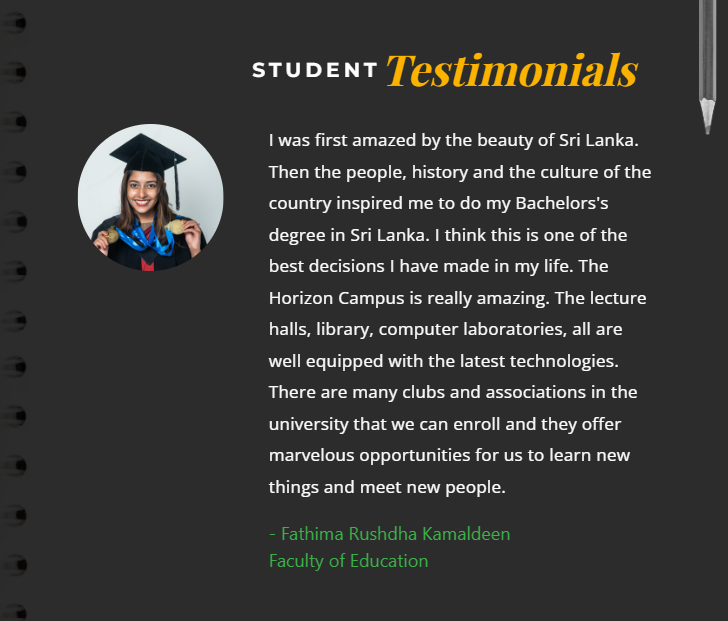 STUDENT Testimonials
I was first amazed by the beauty of Sri Lanka.
Then the people, history and the culture of the
country inspired me to do my Bachelors's
degree in Sri Lanka. I think this is one of the
best decisions I have made in my life. The
Horizon Campus is really amazing. The lecture
halls, library, computer laboratories, all are
well equipped with the latest technologies.
There are many clubs and associations in the
university that we can enroll and they offer
marvelous opportunities for us to learn new
things and meet new people.
- Fathima Rushdha Kamaldeen
Faculty of Education